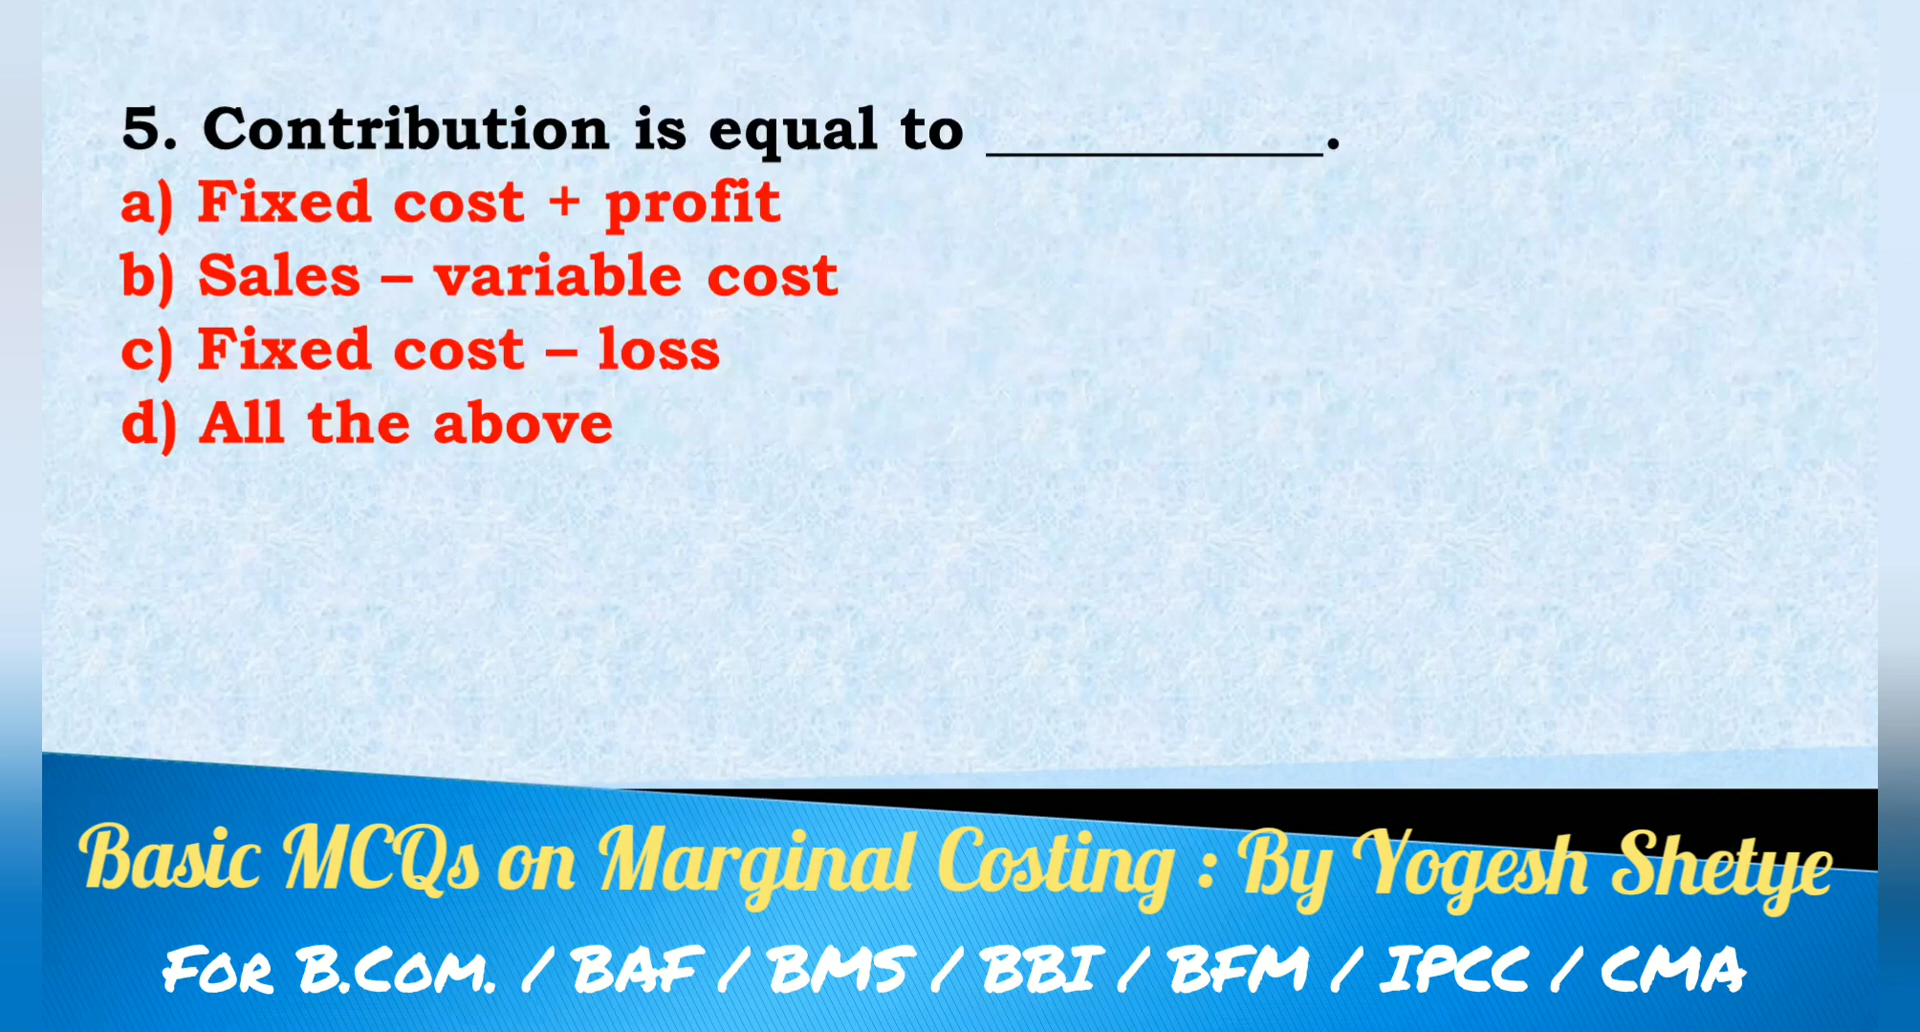 5. Contribution is equal to ____________.
a) Fixed cost + profit
b) Sales – variable cost
c) Fixed cost – loss
d) All the above
Basic MCQs on Marginal Costing : By Yogesh Shetye
FOR B.COM. / BAF / BMS / BBI / BFM / IPCC / CMA